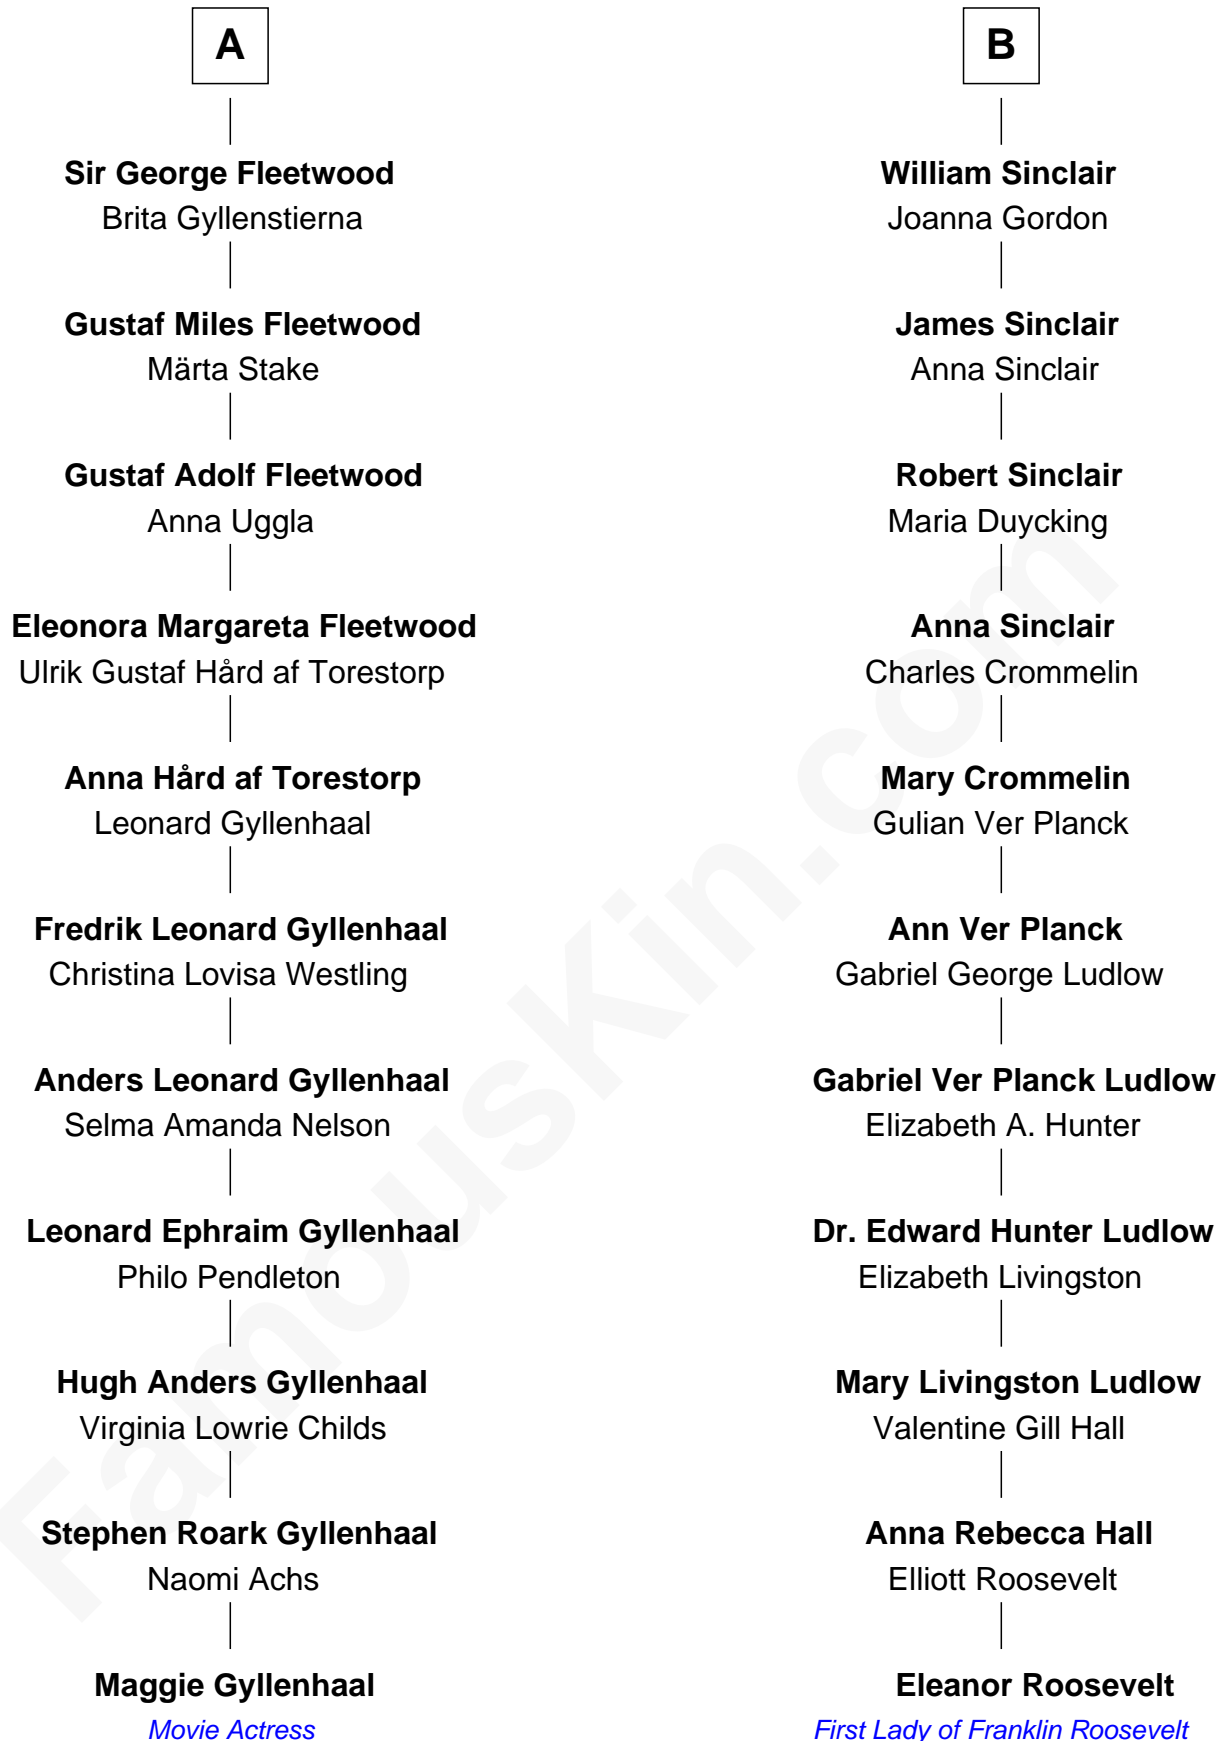 A
Sir George Fleetwood
Brita Gyllenstierna
Gustaf Miles Fleetwood
Märta Stake
Gustaf Adolf Fleetwood
Anna Uggla
Eleonora Margareta Fleetwood
Ulrik Gustaf Hård af Torestorp
Anna Hård af Torestorp
Leonard Gyllenhaal
Fredrik Leonard Gyllenhaal
Christina Lovisa Westling
Anders Leonard Gyllenhaal
Selma Amanda Nelson
Leonard Ephraim Gyllenhaal
Philo Pendleton
Hugh Anders Gyllenhaal
Virginia Lowrie Childs
Stephen Roark Gyllenhaal
Naomi Achs
Maggie Gyllenhaal
Movie Actress
B
William Sinclair
Joanna Gordon
James Sinclair
Anna Sinclair
Robert Sinclair
Maria Duycking
Anna Sinclair
Charles Crommelin
Mary Crommelin
Gulian Ver Planck
Ann Ver Planck
Gabriel George Ludlow
Gabriel Ver Planck Ludlow
Elizabeth A. Hunter
Dr. Edward Hunter Ludlow
Elizabeth Livingston
Mary Livingston Ludlow
Valentine Gill Hall
Anna Rebecca Hall
Elliott Roosevelt
Eleanor Roosevelt
First Lady of Franklin Roosevelt
FamousKin.com